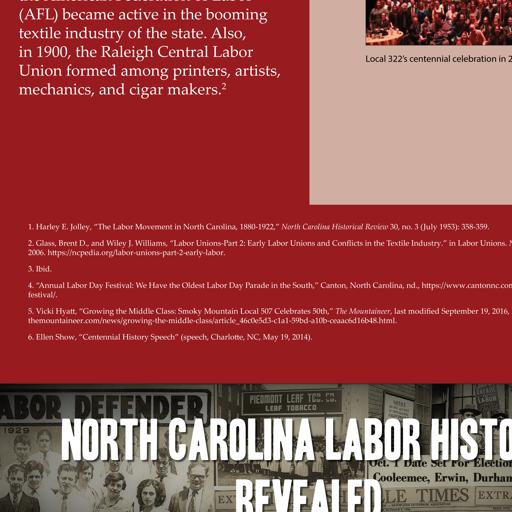 (AFL) became active in the booming
textile industry of the state. Also,
in 1900, the Raleigh Central Labor
Union formed among printers, artists,
mechanics, and cigar makers.2
Local 322's centennial celebration in 2
1. Harley E. Jolley, "The Labor Movement in North Carolina, 1880-1922," North Carolina Historical Review 30, no. 3 (July 1953): 358-359.
2. Glass, Brent D., and Wiley J. Williams, "Labor Unions-Part 2: Early Labor Unions and Conflicts in the Textile Industry." in Labor Unions. N
2006. https://ncpedia.org/labor-unions-part-2-early-labor.
3. Ibid.
4. "Annual Labor Day Festival: We Have the Oldest Labor Day Parade in the South," Canton, North Carolina, nd., https://www.cantonnc.com
festival/.
5. Vicki Hyatt, "Growing the Middle Class: Smoky Mountain Local 507 Celebrates 50th," The Mountaineer, last modified September 19, 2016,
themountaineer.com/news/growing-the-middle-class/article_46c0e5d3-c1a1-59bd-a10b-ceaac6d16b48.html.
6. Ellen Show, "Centennial History Speech" (speech, Charlotte, NC, May 19, 2014).
ABOR DEFENDER
1929
PIEDMONT LEAF TOB. CO.
LEAF TOBACCO
NORTH CAROLINA LABOR HISTO
Oct. 1 Date Set For Election
Cooleemee, Erwin, Durham
REVEALED
EX
LE TIMES
EXTRA